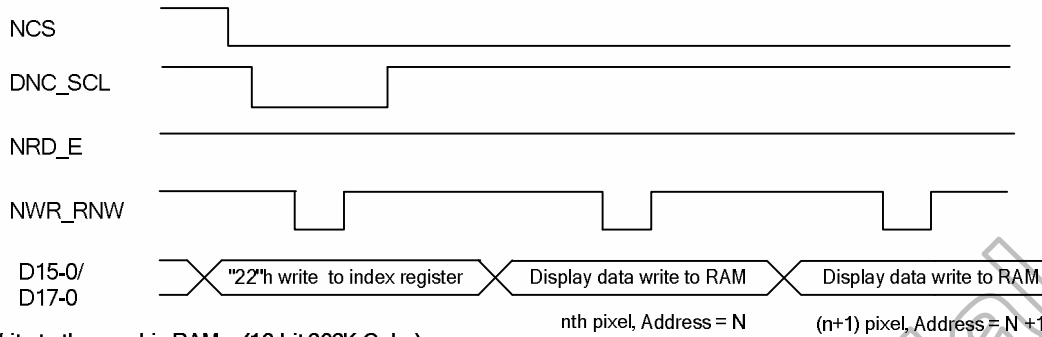 NCS
DNC_SCL
NRD_E
NWR_RNW
D15-0/
D17-0
"22"h write to index register
Display data write to RAM
Display data write to RAM
nth pixel, Address = N
(n+1) pixel, Address = N +1